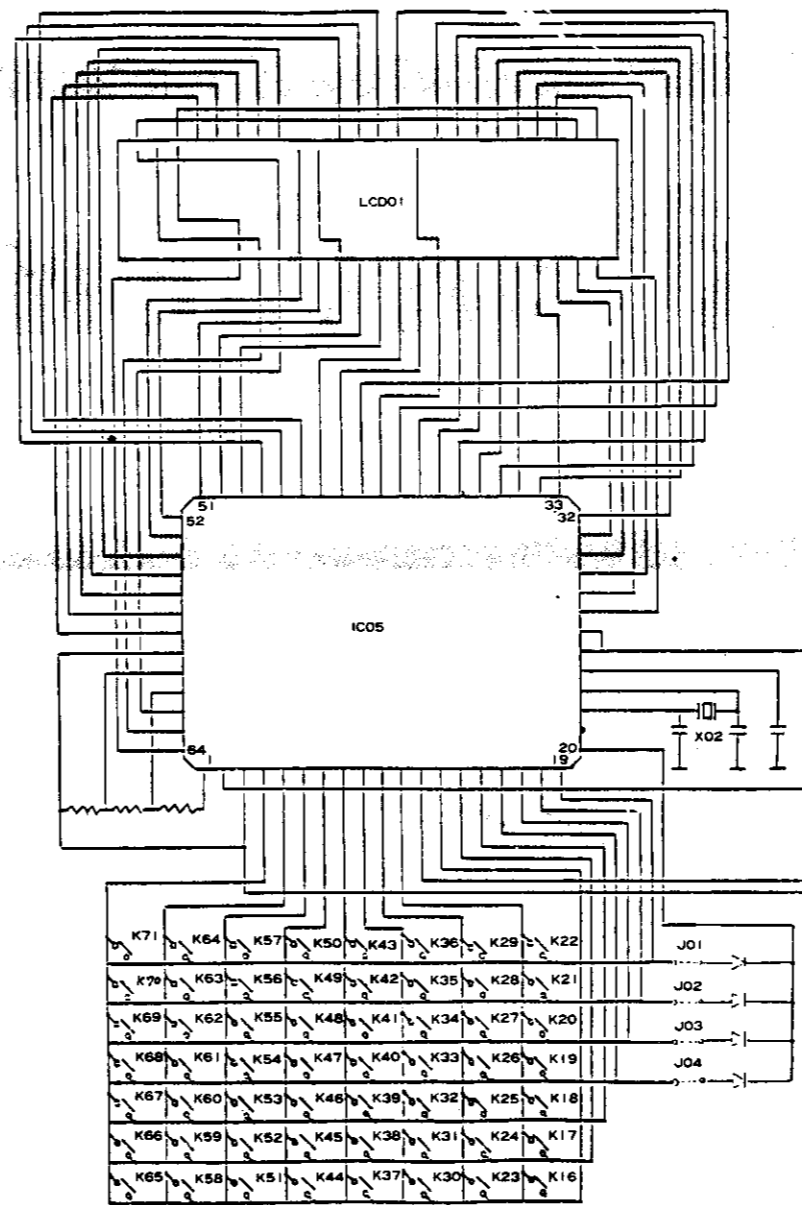 LCD01
51
33
52
32
IC05
64
1
20
19
X02
K71 K64 K57 K50 K43 K36 K29 K22
J01
K70 K63 K56 K49 K42 K35 K28 K21
J02
K69 K62 K55 K48 K41 K34 K27 K20
J03
K68 K61 K54 K47 K40 K33 K26 K19
J04
K67 K60 K53 K46 K39 K32 K25 K18
K66 K59 K52 K45 K38 K31 K24 K17
K65 K58 K51 K44 K37 K30 K23 K16